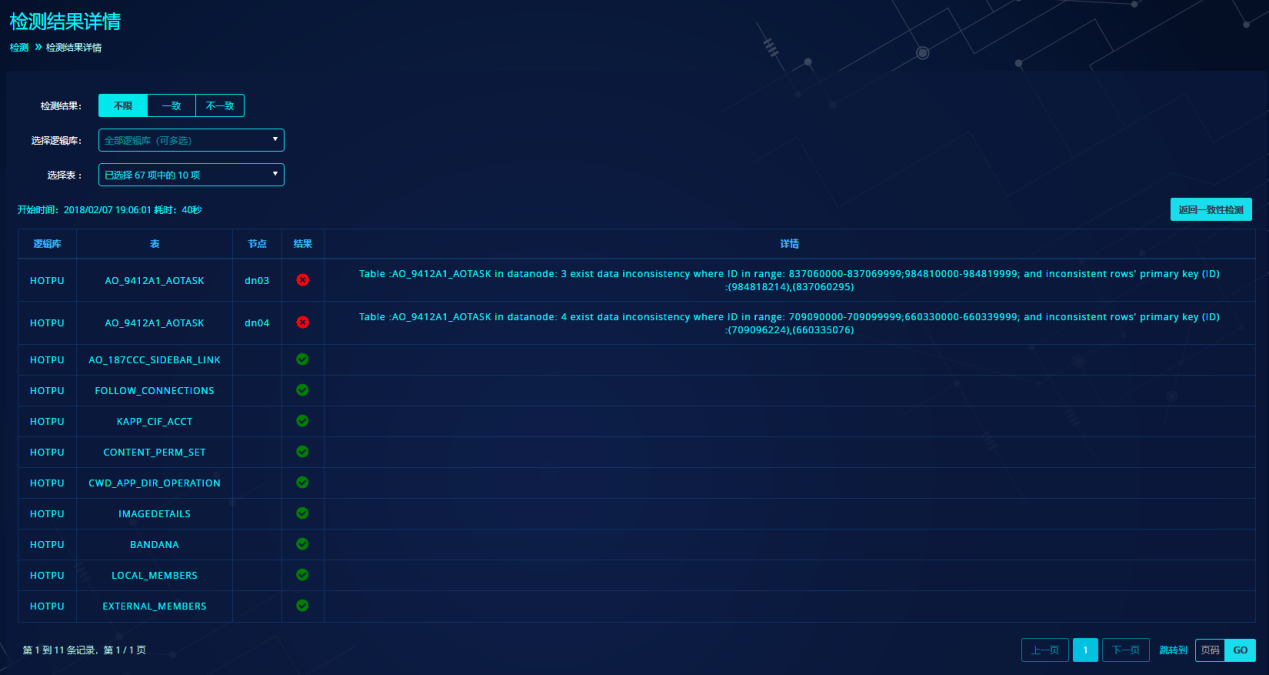 检测结果详情
检测 » 检测结果详情
检测结果： 不限 一致 不一致
选择逻辑库： 全部逻辑库（可多选）
选择表： 已选择 67 项中的 10 项
开始时间：2018/02/07 19:06:01 耗时：40秒 返回一致性检测
逻辑库 表 节点 结果 详情
HOTPU AO_9412A1_AOTASK dn03 Table :AO_9412A1_AOTASK in datanode: 3 exist data inconsistency where ID in range: 837060000-837069999;984810000-984819999; and inconsistent rows' primary key (ID)
:(984818214),(837060295)
HOTPU AO_9412A1_AOTASK dn04 Table :AO_9412A1_AOTASK in datanode: 4 exist data inconsistency where ID in range: 709090000-709099999;660330000-660339999; and inconsistent rows' primary key (ID)
:(709096224),(660335076)
HOTPU AO_187CCC_SIDEBAR_LINK
HOTPU FOLLOW_CONNECTIONS
HOTPU KAPP_CIF_ACCT
HOTPU CONTENT_PERM_SET
HOTPU CWD_APP_DIR_OPERATION
HOTPU IMAGEDETAILS
HOTPU BANDANA
HOTPU LOCAL_MEMBERS
HOTPU EXTERNAL_MEMBERS
第 1 到 11 条记录，第 1 / 1 页 上一页 1 下一页 跳转到 页码 GO